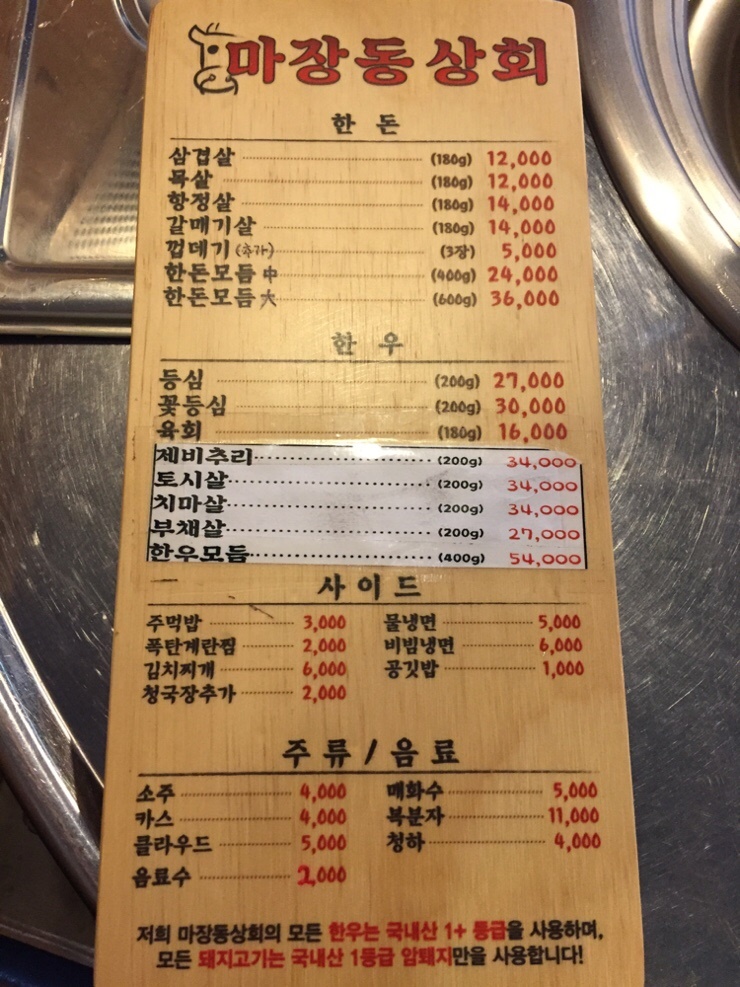 마장동상회
한돈
삼겹살 (180g) 12,000
목살 (180g) 12,000
항정살 (180g) 14,000
갈매기살 (180g) 14,000
껍데기(추가) (3장) 5,000
한돈모듬 中 (400g) 24,000
한돈모듬 大 (600g) 36,000
한우
등심 (200g) 27,000
꽃등심 (200g) 30,000
육회 (180g) 16,000
제비추리 (200g) 34,000
토시살 (200g) 34,000
치마살 (200g) 34,000
부채살 (200g) 27,000
한우모듬 (400g) 54,000
사이드
주먹밥 3,000 물냉면 5,000
폭탄계란찜 2,000 비빔냉면 6,000
김치찌개 6,000 공깃밥 1,000
청국장추가 2,000
주류/음료
소주 4,000 매화수 5,000
카스 4,000 복분자 11,000
클라우드 5,000 청하 4,000
음료수 2,000
저희 마장동상회의 모든 한우는 국내산 1+ 등급을 사용하며,
모든 돼지고기는 국내산 1등급 암퇘지만을 사용합니다!